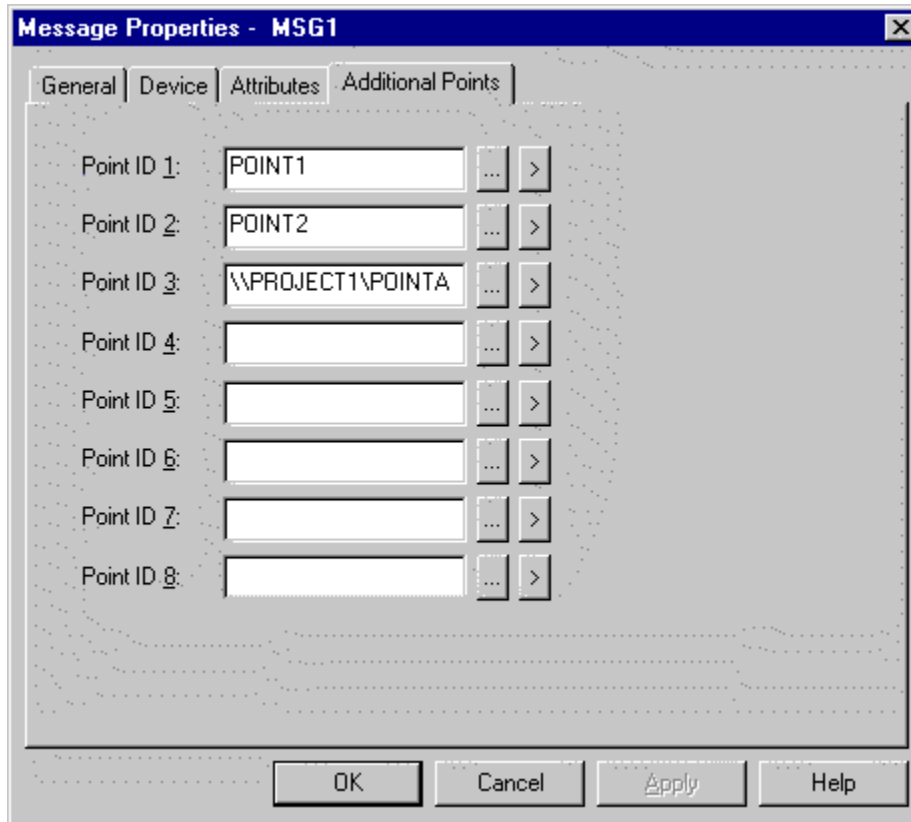 Message Properties - MSG1
General Device Attributes Additional Points
Point ID 1: POINT1 ... >
Point ID 2: POINT2 ... >
Point ID 3: \\PROJECT1\POINTA ... >
Point ID 4: ... >
Point ID 5: ... >
Point ID 6: ... >
Point ID 7: ... >
Point ID 8: ... >
OK Cancel Apply Help